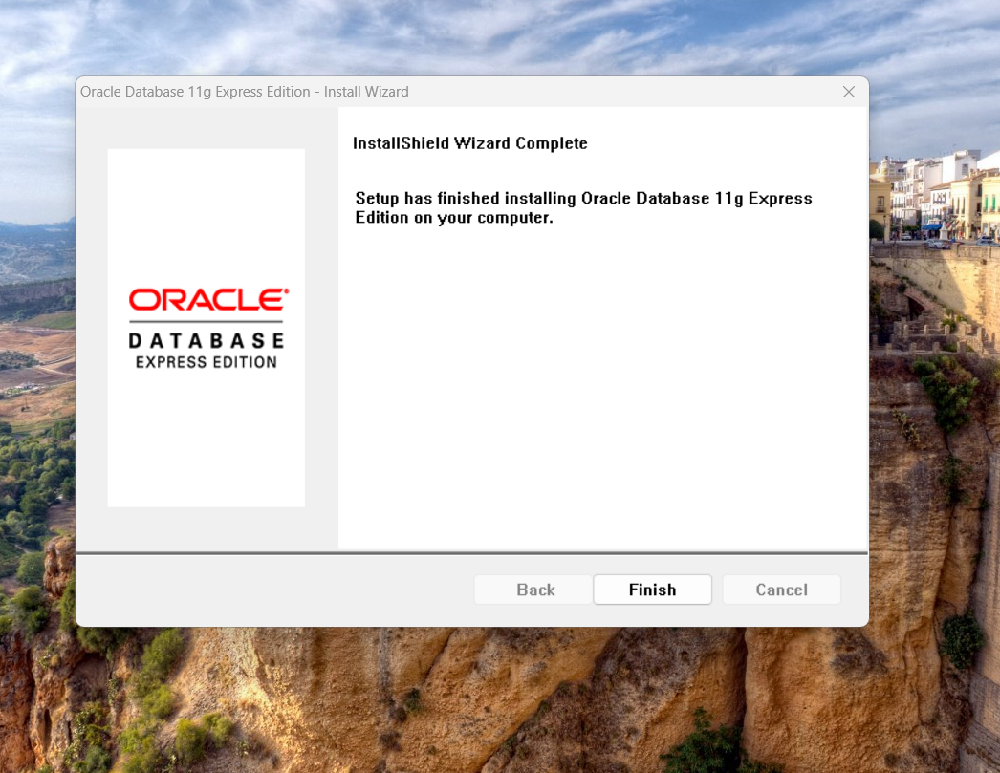 Oracle Database 11g Express Edition - Install Wizard
InstallShield Wizard Complete
Setup has finished installing Oracle Database 11g Express
Edition on your computer.
ORACLE®
DATABASE
EXPRESS EDITION
Back
Finish
Cancel